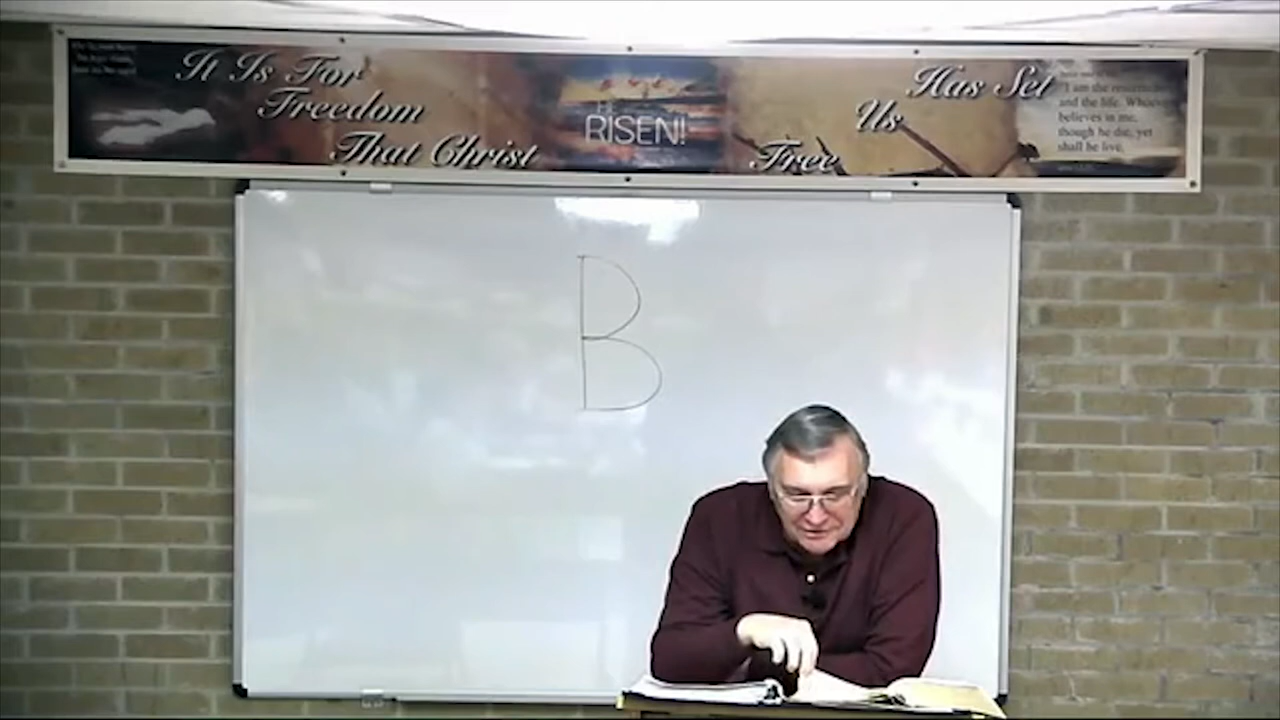 It Is For
Freedom
That Christ
HE
RISEN!
Has Set
Us
Free
"I am the resurrection
and the life. Whoever
believes in me,
though he die, yet
shall he live,
B